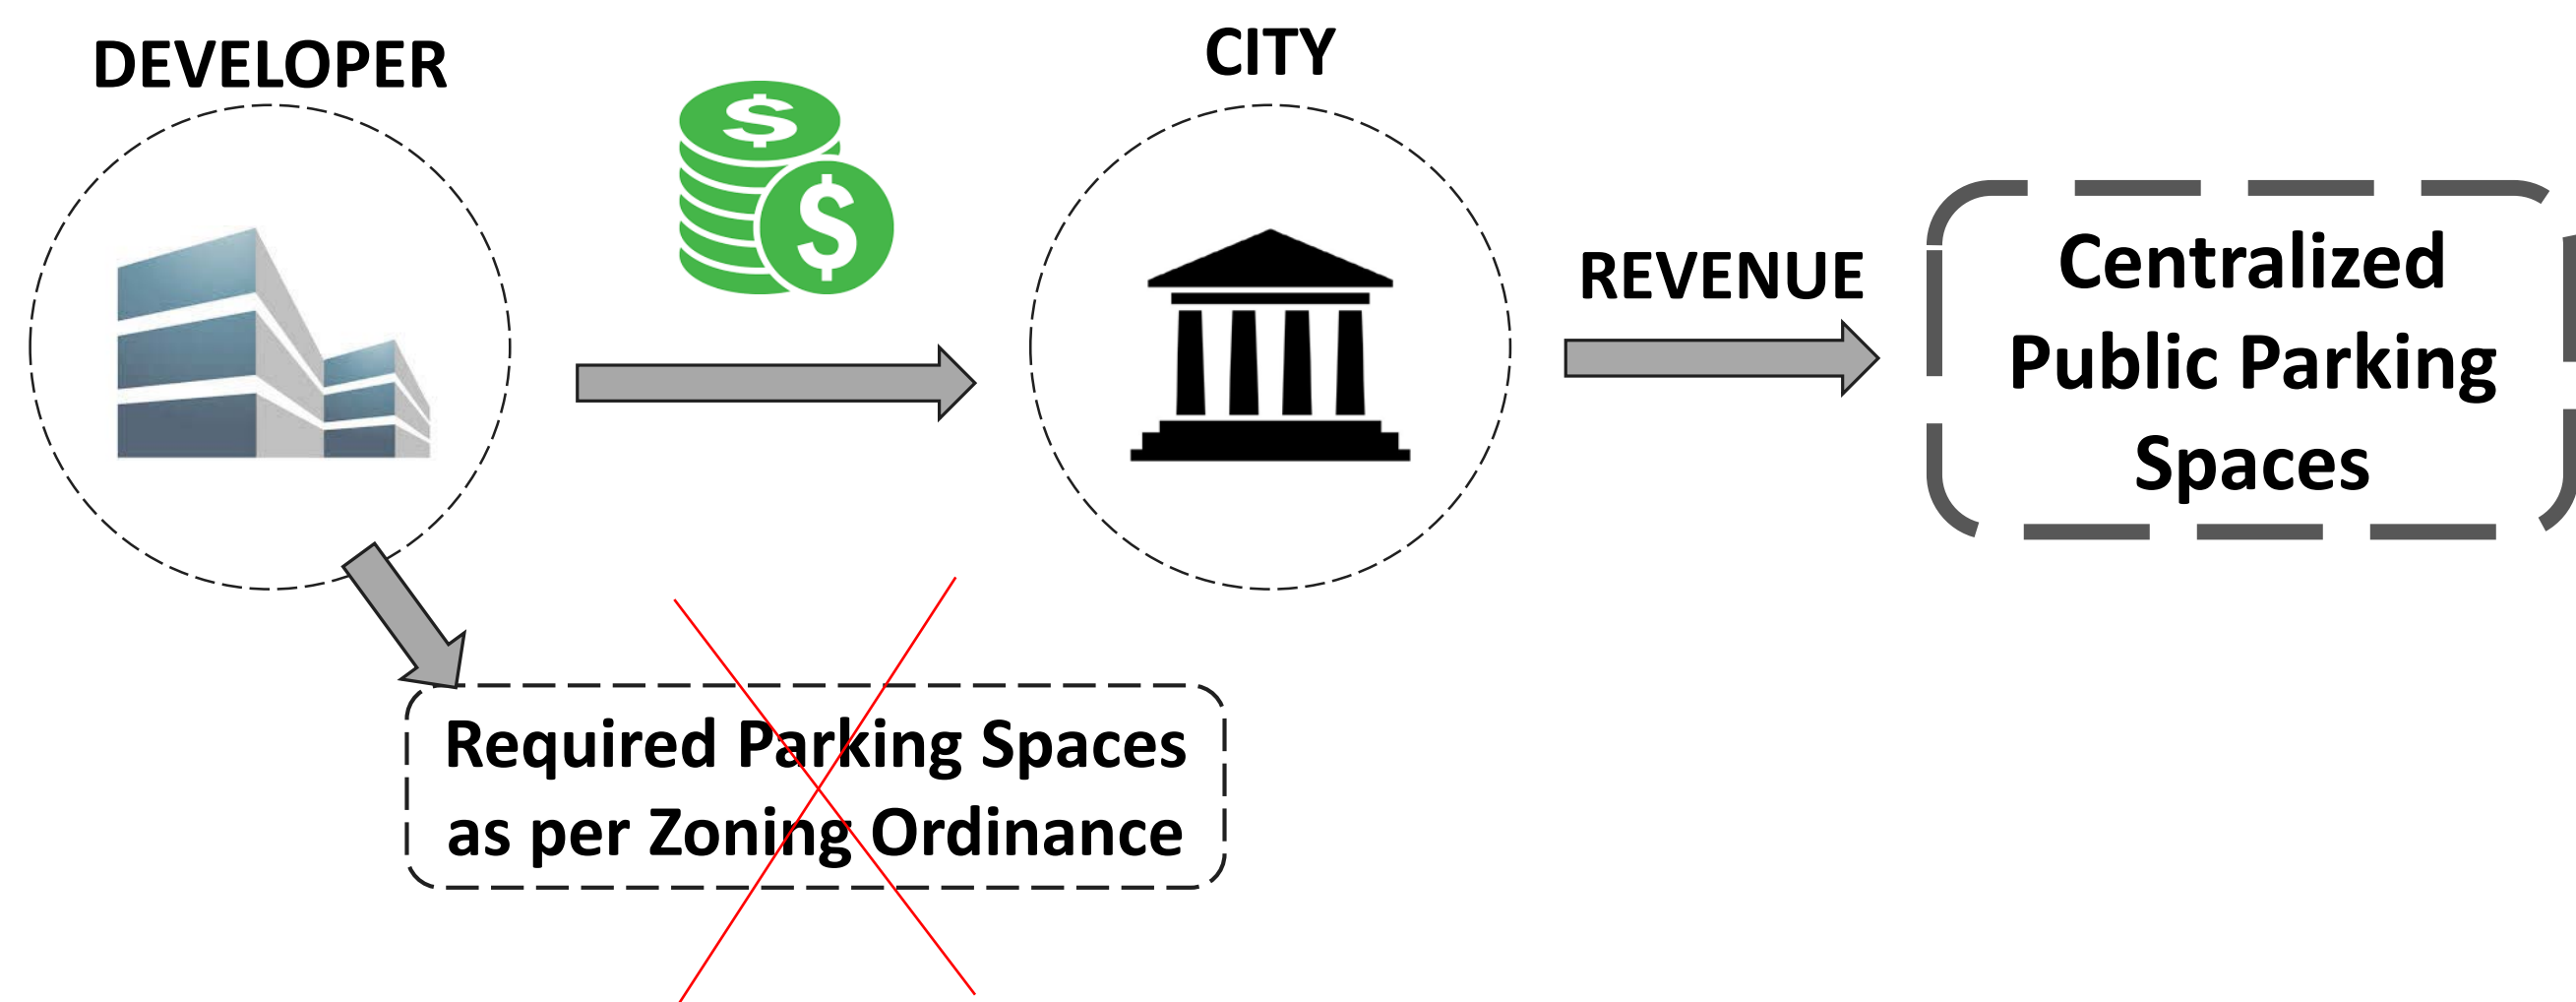 DEVELOPER
CITY
$
$
REVENUE
Centralized
Public Parking
Spaces
Required Parking Spaces
as per Zoning Ordinance